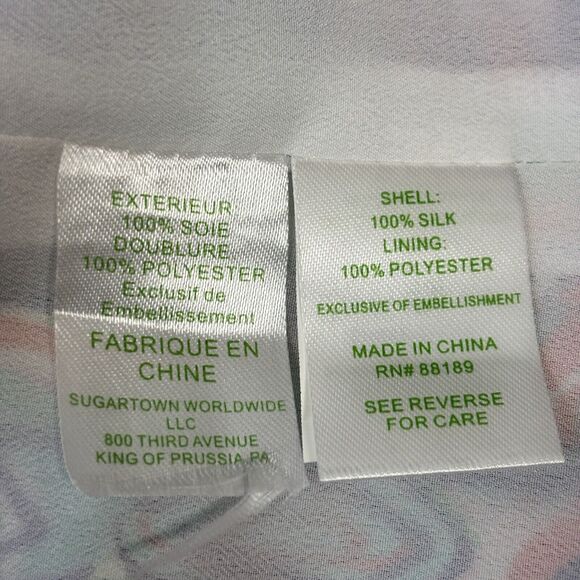 EXTERIEUR:
100% SOIE
DOUBLURE
100% POLYESTER
Exclusif de
Embellissement
FABRIQUE EN
CHINE
SUGARTOWN WORLDWIDE
LLC
800 THIRD AVENUE
KING OF PRUSSIA PA
SHELL:
100% SILK
LINING:
100% POLYESTER
EXCLUSIVE OF EMBELLISHMENT
MADE IN CHINA
RN# 88189
SEE REVERSE
FOR CARE